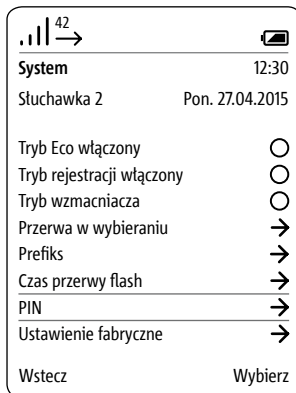 42
System 12:30
Słuchawka 2 Pon. 27.04.2015
Tryb Eco włączony
Tryb rejestracji włączony
Tryb wzmacniacza
Przerwa w wybieraniu
Prefiks
Czas przerwy flash
PIN
Ustawienie fabryczne
Wstecz Wybierz